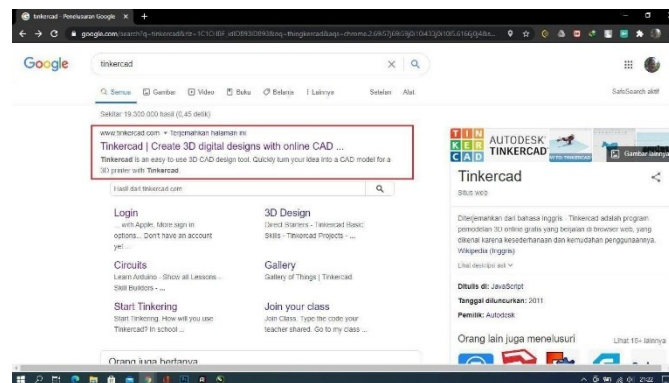 tinkercad - Penelusuran Google
google.com/search?q=tinkercad&rlz=
Google
tinkercad
Semua Gambar Video Buku Belanja Lainnya Setelan Alat
SafeSearch aktif
Sekitar 19.300.000 hasil (0,45 detik)
www.tinkercad.com Terjemahkan halaman ini
Tinkercad | Create 3D digital designs with online CAD ...
Tinkercad is an easy to use 3D CAD design tool. Quickly turn your idea into a CAD model for a
3D printer with Tinkercad.
Hasil dari tinkercad.com
Login
... with Apple. More sign in
options... Don't have an account
yet ...
3D Design
Direct Starters - Tinkercad Basic
Skills - Tinkercad Projects - ...
Circuits
Learn Arduino - Show all Lessons -
Skill Builders - ...
Gallery
Gallery of Things | Tinkercad
Start Tinkering
Start Tinkering. How will you use
Tinkercad? In school ...
Join your class
Join Class. Type the code your
teacher shared. Go to my class ...
Orang juga bertanya
TIN
KER
CAD
AUTODESK
TINKERCAD
Gambar lainnya
Tinkercad
Situs web
Diterjemahkan dari bahasa Inggris - Tinkercad adalah program
pemodelan 3D online gratis yang berjalan di browser web, yang
dikenal karena kesederhanaan dan kemudahan penggunaannya.
Wikipedia (Inggris)
Lihat deskripsi asli
Ditulis di: JavaScript
Tanggal diluncurkan: 2011
Pemilik: Autodesk
Orang lain juga menelusuri
Lihat 15+ lainnya
21:22